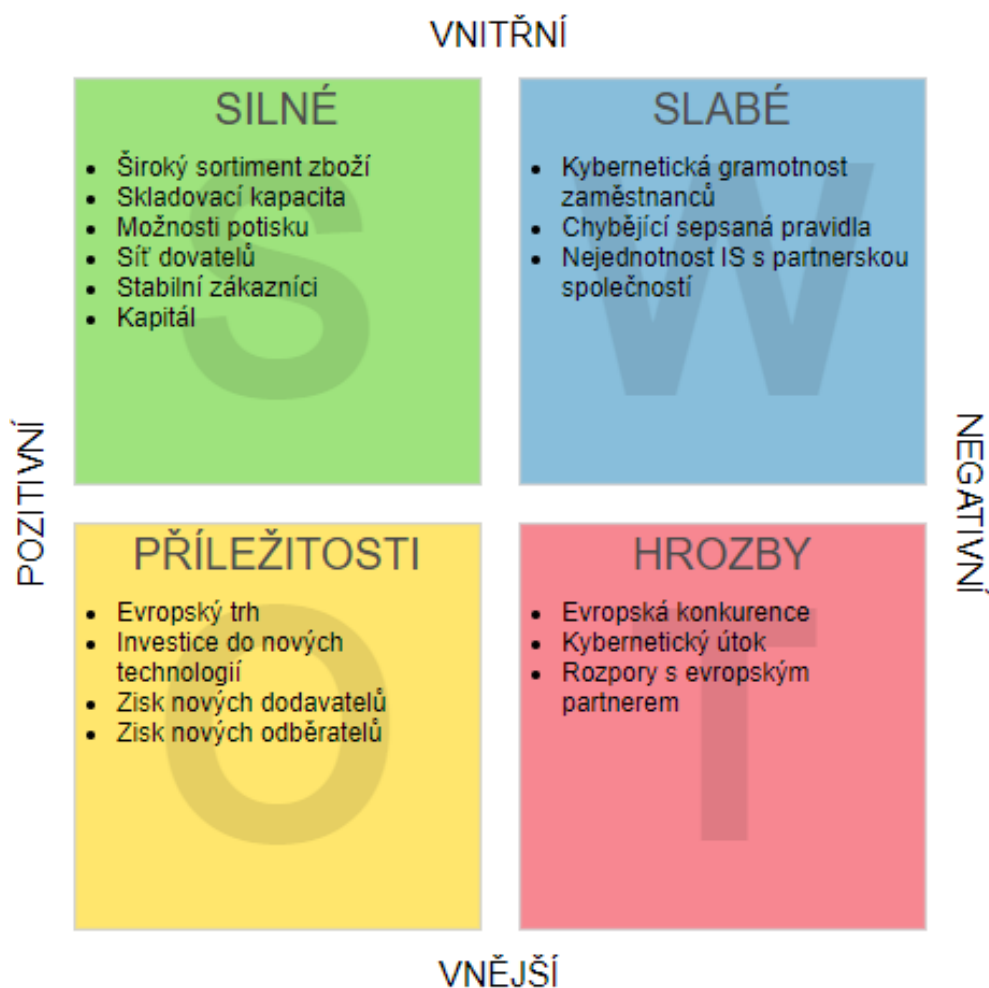 VNITŘNÍ
SILNÉ
Široký sortiment zboží
Skladovací kapacita
Možnosti potisku
Síť dovatelů
Stabilní zákazníci
Kapitál
S
SLABÉ
Kybernetická gramotnost
zaměstnanců
Chybějící sepsaná pravidla
Nejednotnost IS s partnerskou
společností
W
POZITIVNÍ
NEGATIVNÍ
PŘÍLEŽITOSTI
Evropský trh
Investice do nových
technologií
Zisk nových dodavatelů
Zisk nových odběratelů
O
HROZBY
Evropská konkurence
Kybernetický útok
Rozpory s evropským
partnerem
T
VNĚJŠÍ